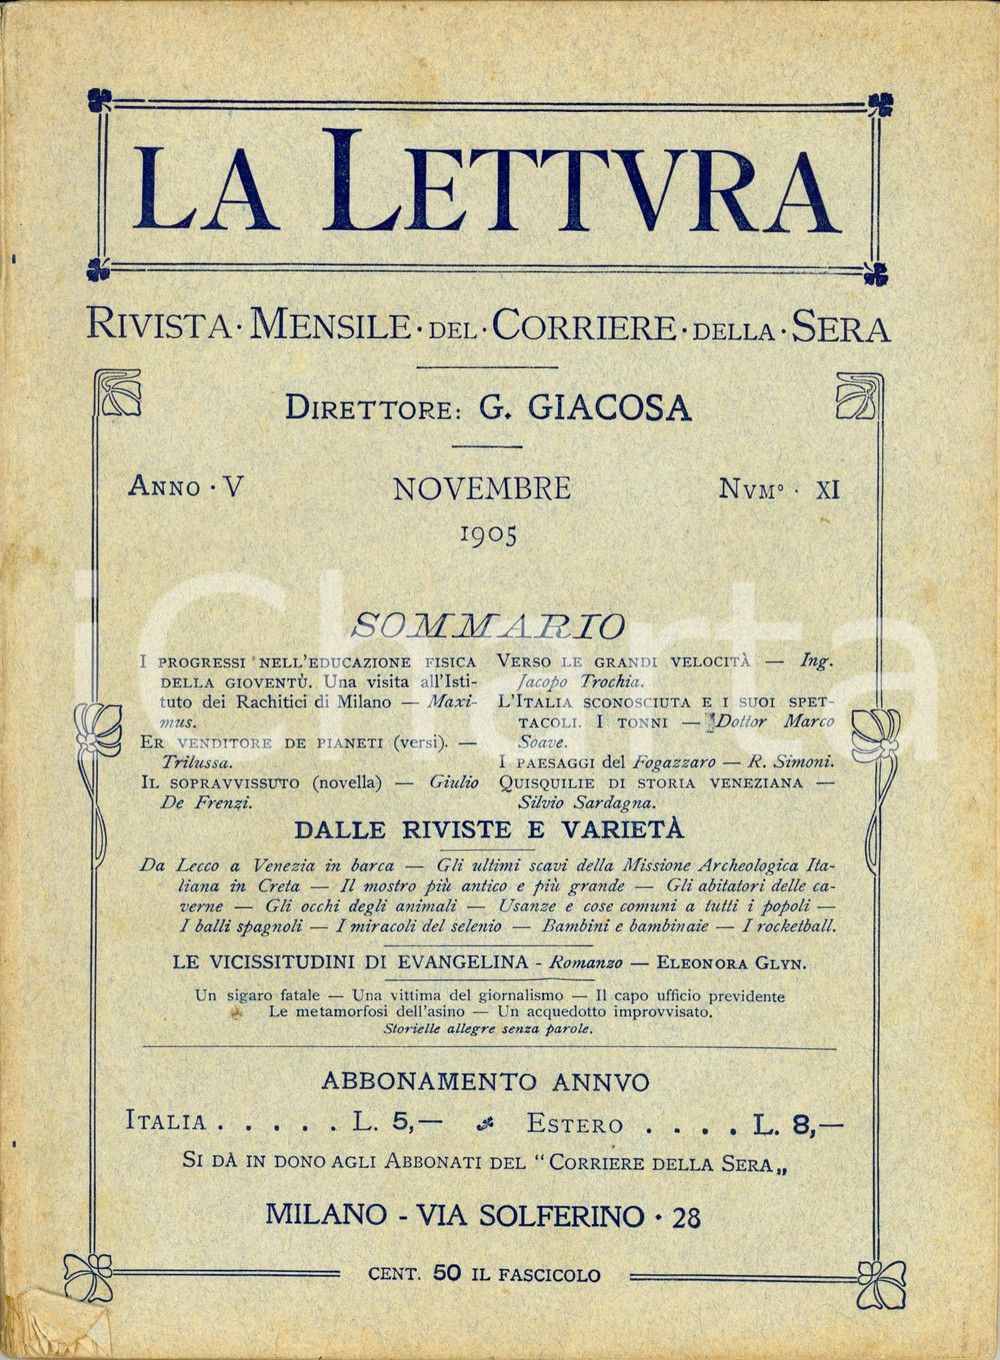 LA LETTVRA
RIVISTA · MENSILE · DEL · CORRIERE · DELLA · SERA
DIRETTORE: G. GIACOSA
ANNO · V NOVEMBRE NVMº · XI
1905
SOMMARIO
I PROGRESSI NELL'EDUCAZIONE FISICA
DELLA GIOVENTÙ. Una visita all'Isti-
tuto dei Rachitici di Milano — Maxi-
mus.
ER VENDITORE DE PIANETI (versi). —
Trilussa.
IL SOPRAVVISSUTO (novella) — Giulio
De Frenzi.
VERSO LE GRANDI VELOCITÀ — Ing.
Jacopo Trochia.
L'ITALIA SCONOSCIUTA E I SUOI SPET-
TACOLI. I TONNI — Dottor Marco
Soave.
I PAESAGGI del Fogazzaro — R. Simoni.
QUISQUILIE DI STORIA VENEZIANA —
Silvio Sardagna.
DALLE RIVISTE E VARIETÀ
Da Lecco a Venezia in barca — Gli ultimi scavi della Missione Archeologica Ita-
liana in Creta — Il mostro più antico e più grande — Gli abitatori delle ca-
verne — Gli occhi degli animali — Usanze e cose comuni a tutti i popoli —
I balli spagnoli — I miracoli del selenio — Bambini e bambinaie — I rocketball.
LE VICISSITUDINI DI EVANGELINA - Romanzo — ELEONORA GLYN.
Un sigaro fatale — Una vittima del giornalismo — Il capo ufficio previdente
Le metamorfosi dell'asino — Un acquedotto improvvisato.
Storielle allegre senza parole.
ABBONAMENTO ANNVO
ITALIA . . . . . . L. 5,— ESTERO . . . . L. 8,—
SI DÀ IN DONO AGLI ABBONATI DEL "CORRIERE DELLA SERA„
MILANO - VIA SOLFERINO · 28
CENT. 50 IL FASCICOLO
iCharta